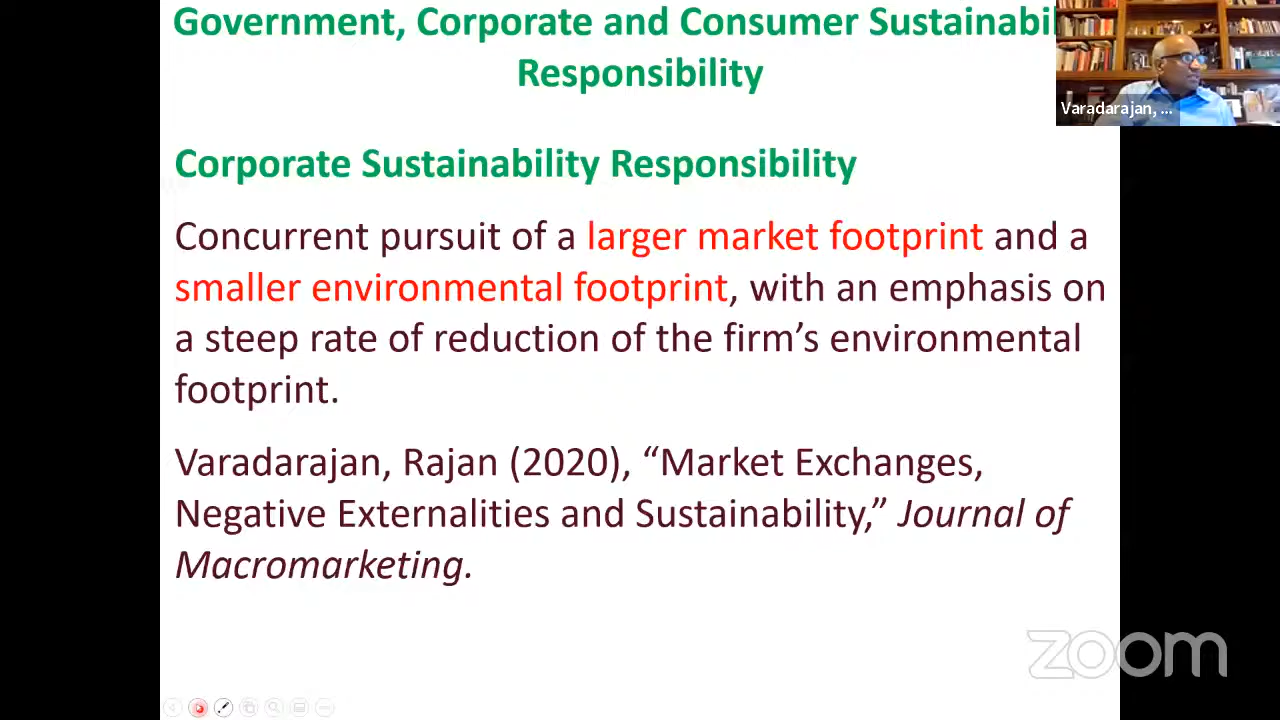 Government, Corporate and Consumer Sustainabil
Responsibility
Varadarajan, ...
Corporate Sustainability Responsibility
Concurrent pursuit of a larger market footprint and a
smaller environmental footprint, with an emphasis on
a steep rate of reduction of the firm’s environmental
footprint.
Varadarajan, Rajan (2020), “Market Exchanges,
Negative Externalities and Sustainability,” Journal of
Macromarketing.
zoom